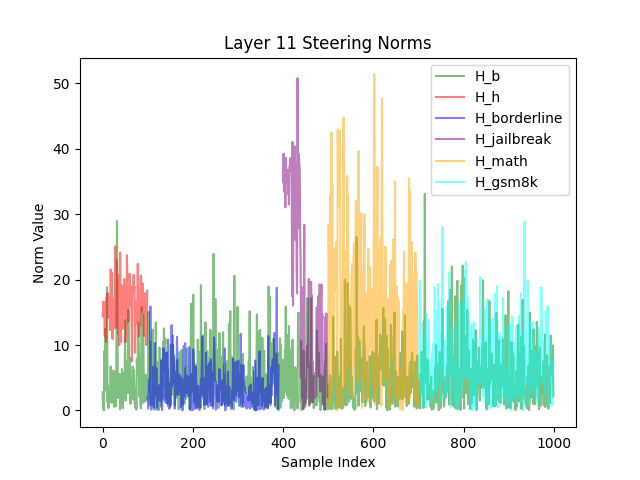 Layer 11 Steering Norms
H_b
H_h
H_borderline
H_jailbreak
H_math
H_gsm8k
50
40
30
20
10
0
Norm Value
0 200 400 600 800 1000
Sample Index